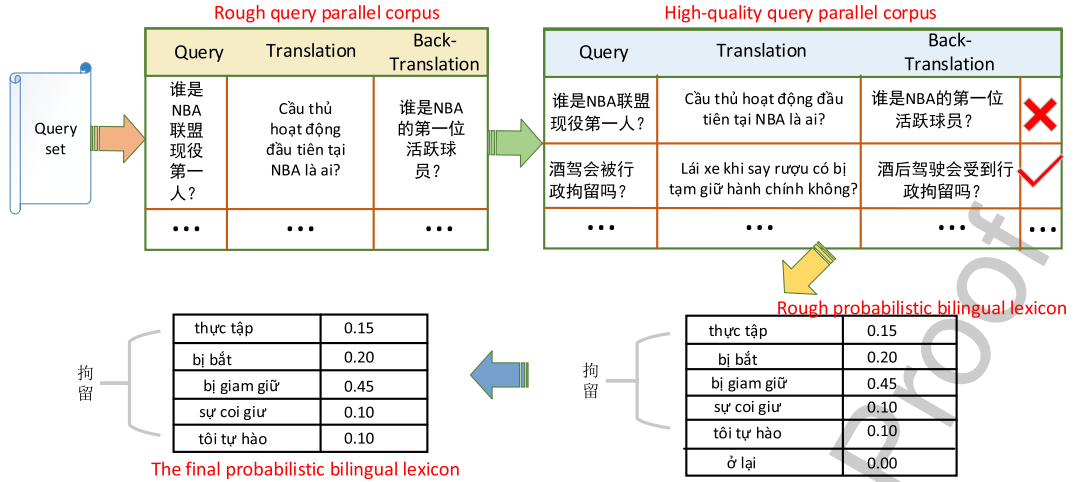 Rough query parallel corpus
High-quality query parallel corpus
Query
set
Query
Translation
Back-
Translation
谁是
NBA
联盟
现役
第一
人?
Cầu thủ
hoạt động
đầu tiên tại
NBA là ai?
谁是NBA
的第一位
活跃球
员?
...
...
...
Query
Translation
Back-
Translation
谁是NBA联盟
现役第一人?
Cầu thủ hoạt động đầu
tiên tại NBA là ai?
谁是NBA的第一位
活跃球员?
酒驾会被行
政拘留吗?
Lái xe khi say rượu có bị
tạm giữ hành chính không?
酒后驾驶会受到行
政拘留吗?
...
...
...
...
Rough probabilistic bilingual lexicon
拘
留
thực tập 0.15
bị bắt 0.20
bị giam giữ 0.45
sự coi giư 0.10
tôi tự hào 0.10
ở lại 0.00
拘
留
thực tập 0.15
bị bắt 0.20
bị giam giữ 0.45
sự coi giư 0.10
tôi tự hào 0.10
The final probabilistic bilingual lexicon
Proof